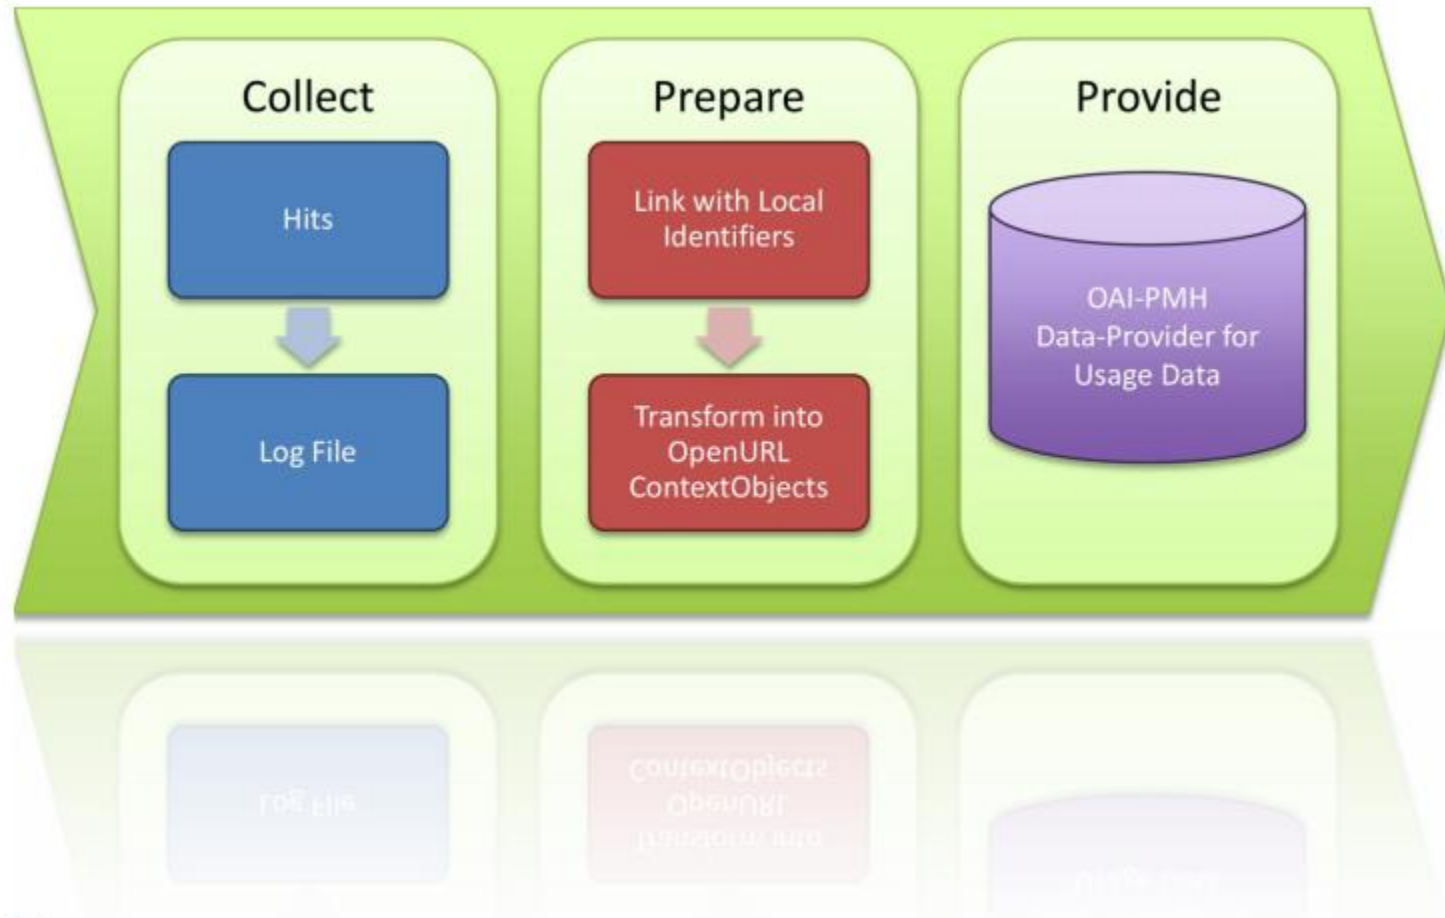 Collect
Hits
Log File
Prepare
Link with Local
Identifiers
Transform into
OpenURL
ContextObjects
Provide
OAI-PMH
Data-Provider for
Usage Data